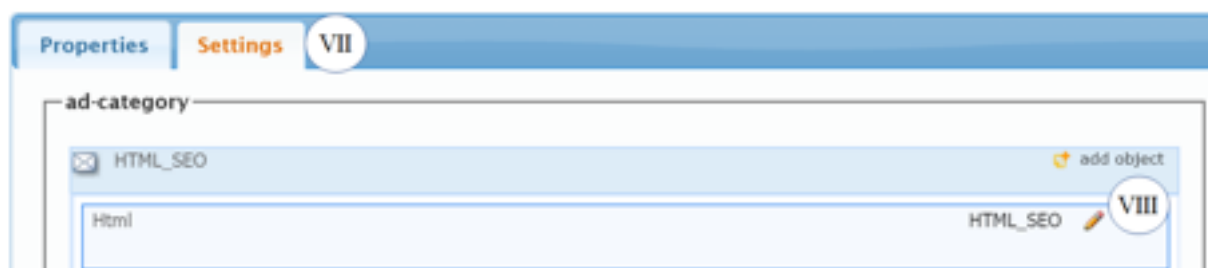 Properties Settings VII
ad-category
HTML_SEO add object
VIII
Html HTML_SEO